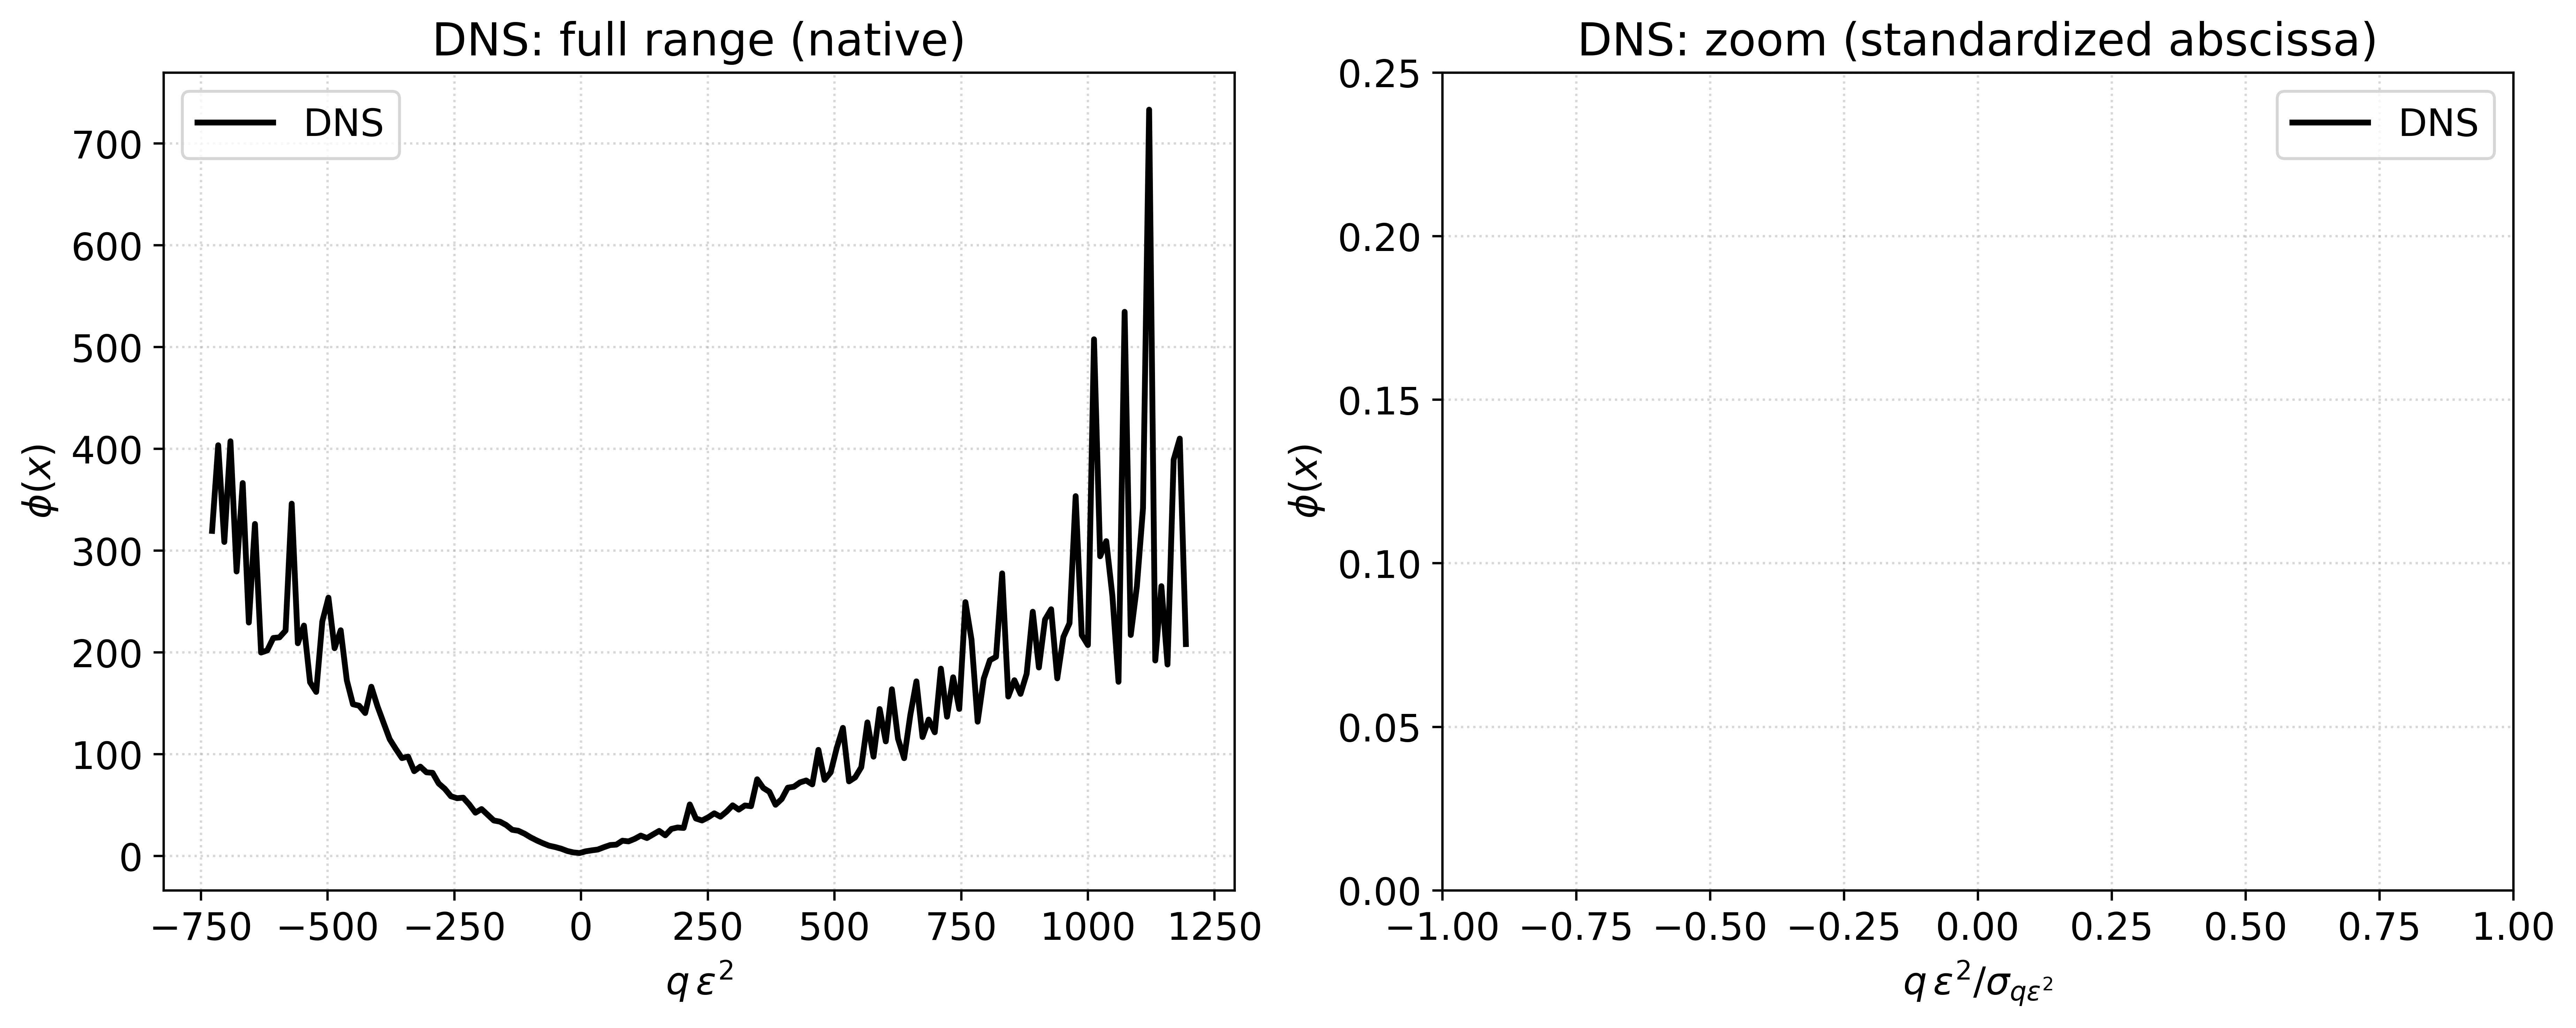 DNS: full range (native)
DNS
700
600
500
400
300
200
100
0
ϕ(x)
−750 −500 −250 0 250 500 750 1000 1250
q ε²
DNS: zoom (standardized abscissa)
DNS
0.25
0.20
0.15
0.10
0.05
0.00
ϕ(x)
−1.00 −0.75 −0.50 −0.25 0.00 0.25 0.50 0.75 1.00
q ε²/σ_{qε²}